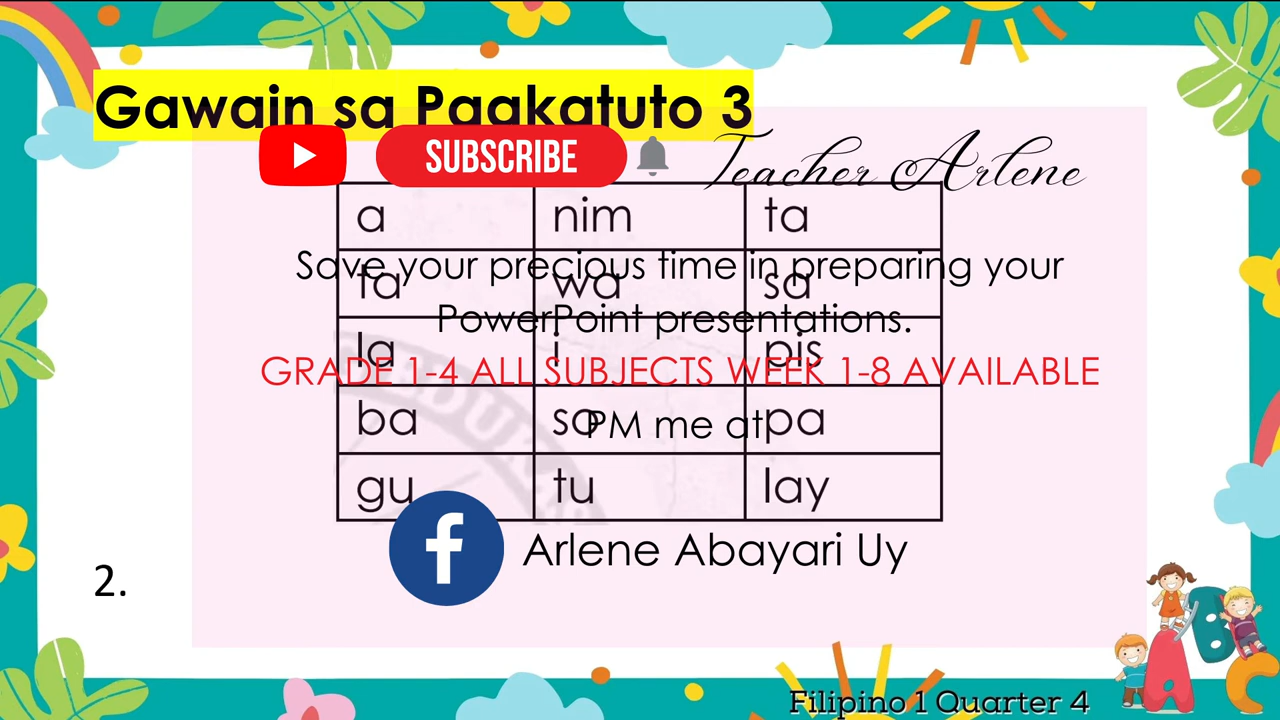 Gawain sa Pagkatuto 3
SUBSCRIBE
Teacher Arlene
a nim ta
Save your precious time in preparing your
ta wa sa
PowerPoint presentations.
la i pis
GRADE 1-4 ALL SUBJECTS WEEK 1-8 AVAILABLE
ba sa pa
PM me at
gu tu lay
f Arlene Abayari Uy
2.
A B C
Filipino 1 Quarter 4